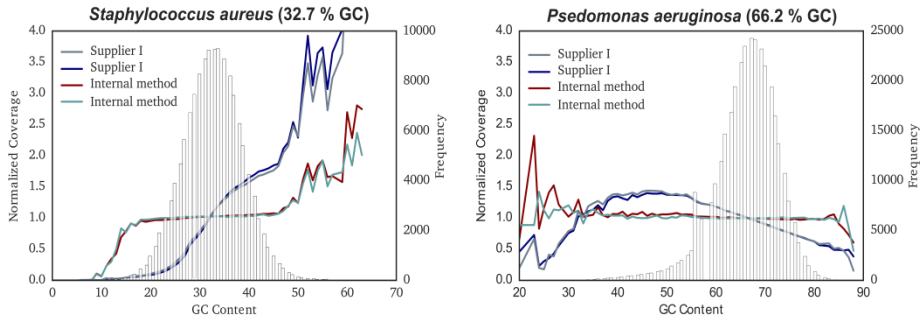 Staphylococcus aureus (32.7 % GC)
Normalized Coverage
4.0
3.5
3.0
2.5
2.0
1.5
1.0
0.5
0.0
Supplier I
Supplier I
Internal method
Internal method
10000
8000
6000
4000
2000
0
Frequency
0 10 20 30 40 50 60 70
GC Content
Psedomonas aeruginosa (66.2 % GC)
Normalized Coverage
4.0
3.5
3.0
2.5
2.0
1.5
1.0
0.5
0.0
Supplier I
Supplier I
Internal method
Internal method
25000
20000
15000
10000
5000
0
Frequency
20 30 40 50 60 70 80 90
GC Content